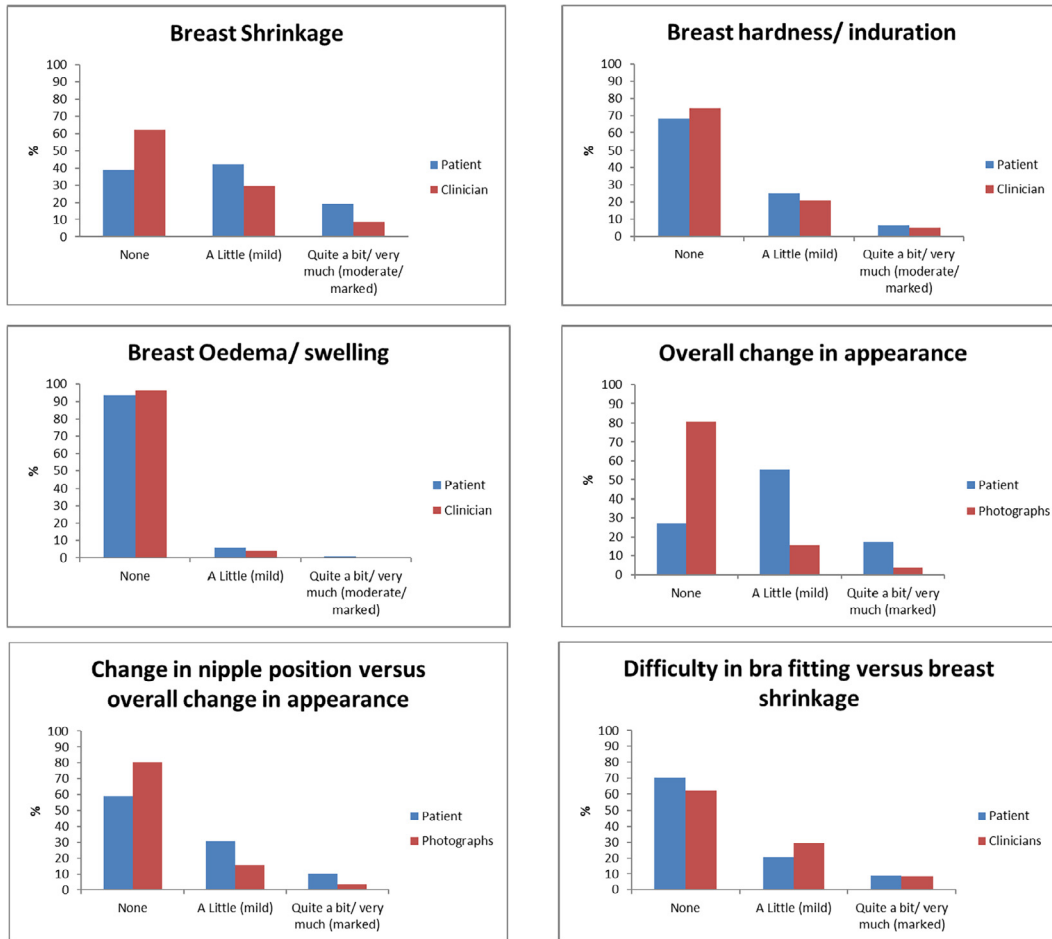 Breast Shrinkage
100
90
80
70
60
50
40
30
20
10
0
%
None
A Little (mild)
Quite a bit/ very
much (moderate/
marked)
Patient
Clinician
Breast hardness/ induration
100
90
80
70
60
50
40
30
20
10
0
%
None
A Little (mild)
Quite a bit/ very
much (moderate/
marked)
Patient
Clinician
Breast Oedema/ swelling
100
90
80
70
60
50
40
30
20
10
0
%
None
A Little (mild)
Quite a bit/ very
much (moderate/
marked)
Patient
Clinician
Overall change in appearance
100
90
80
70
60
50
40
30
20
10
0
%
None
A Little (mild)
Quite a bit/ very
much (marked)
Patient
Photographs
Change in nipple position versus
overall change in appearance
100
90
80
70
60
50
40
30
20
10
0
%
None
A Little (mild)
Quite a bit/ very
much (marked)
Patient
Photographs
Difficulty in bra fitting versus breast
shrinkage
100
90
80
70
60
50
40
30
20
10
0
%
None
A Little (mild)
Quite a bit/ very
much (marked)
Patient
Clinicians